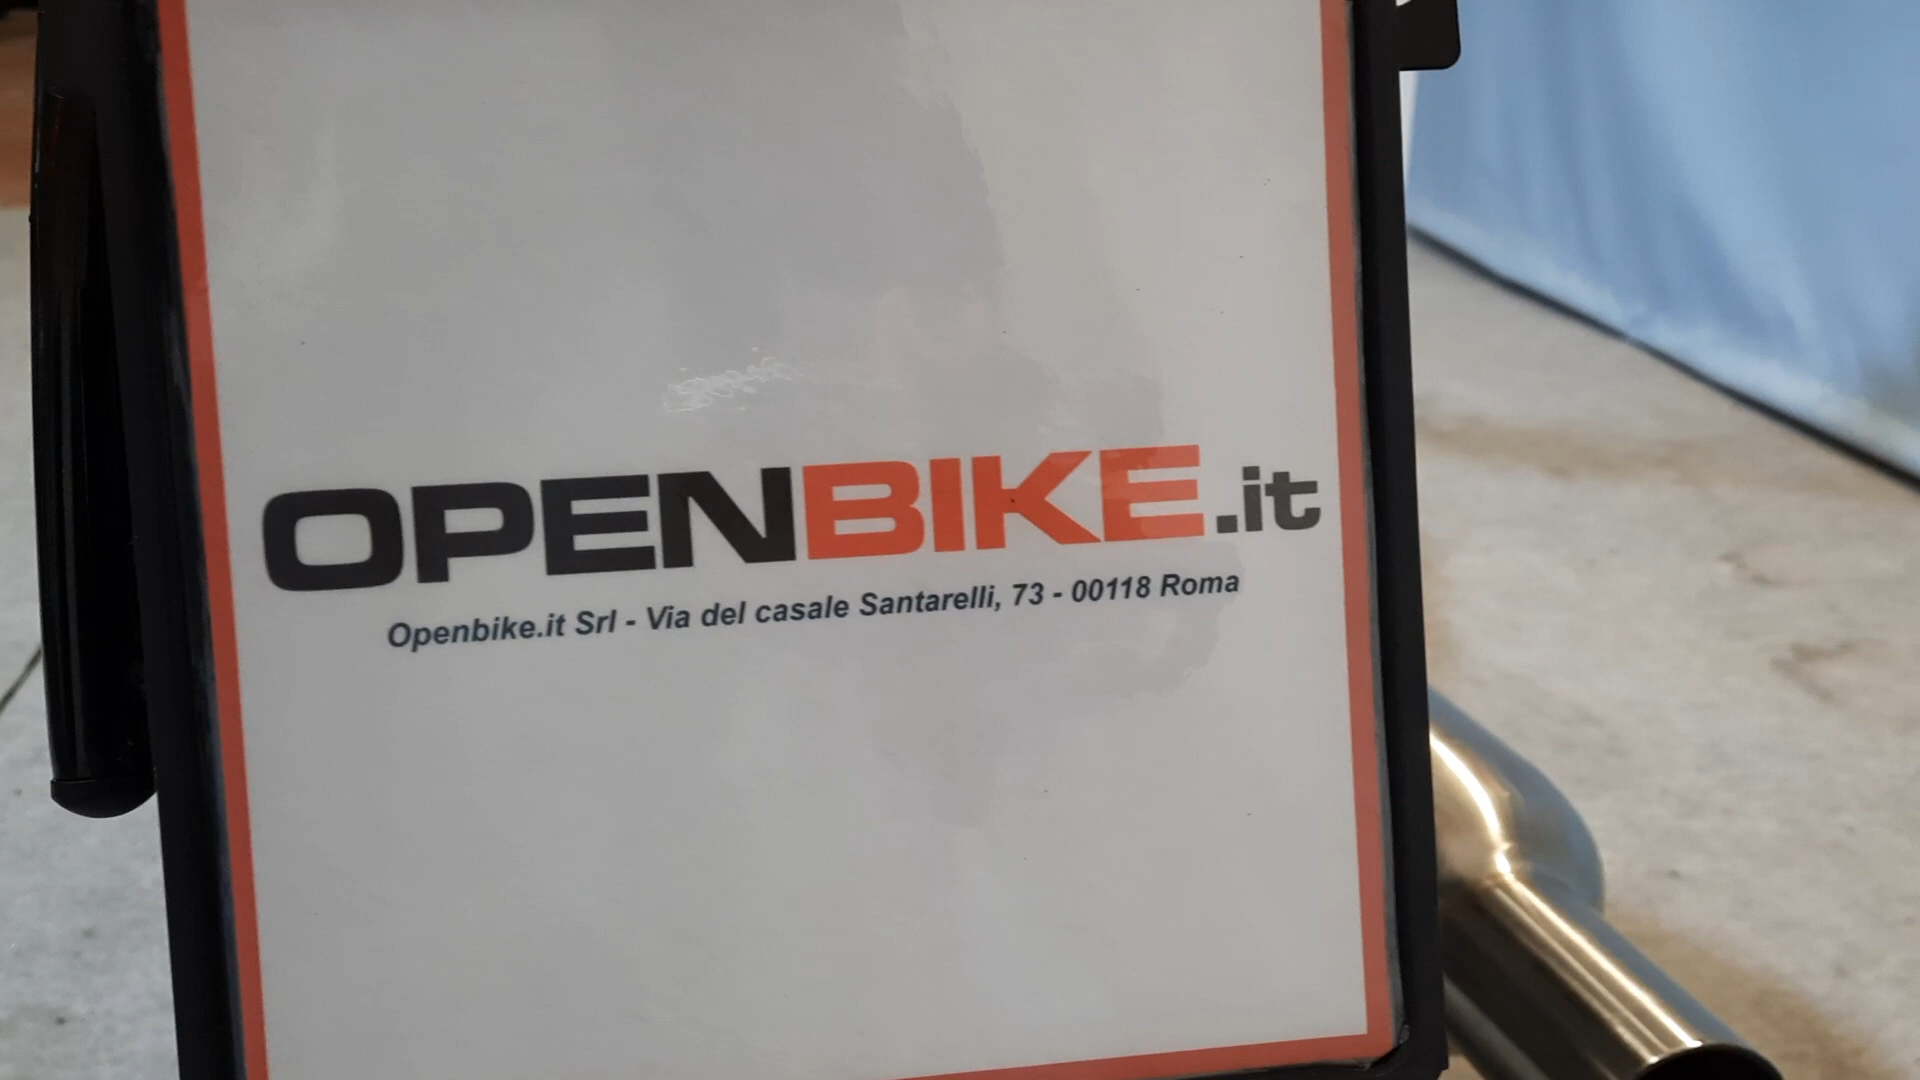 OPENBIKE.it
Openbike.it Srl - Via del casale Santarelli, 73 - 00118 Roma